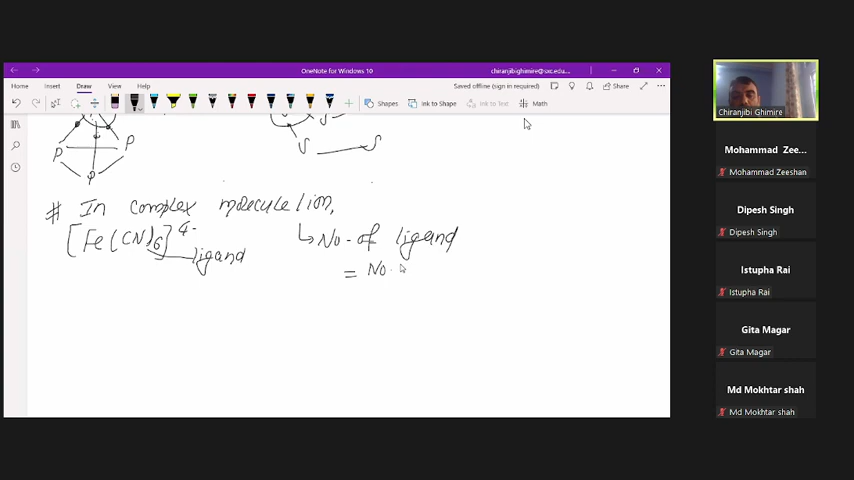 OneNote for Windows 10
chiranjibighimire@sxc.edu...
Home Insert Draw View Help
Saved offline (sign in required)
Share
Shapes
Ink to Shape
Ink to Text
Math
P P
P
S S
# In complex molecule/ion,
[Fe(CN)6]4-
ligand
No. of ligand
= No.
Chiranjibi Ghimire
Mohammad Zee...
Mohammad Zeeshan
Dipesh Singh
Dipesh Singh
Istupha Rai
Istupha Rai
Gita Magar
Gita Magar
Md Mokhtar shah
Md Mokhtar shah